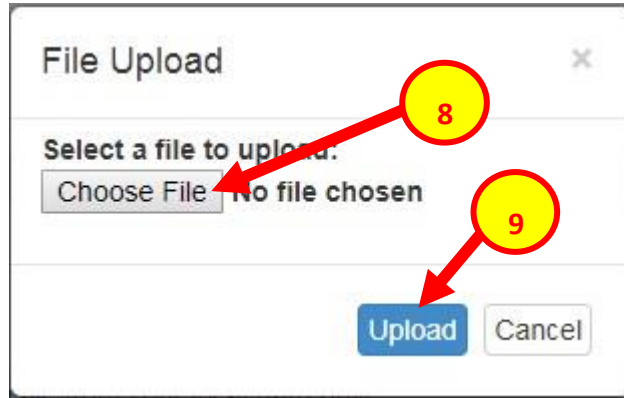 File Upload ×
8
Select a file to upload:
Choose File No file chosen
9
Upload Cancel